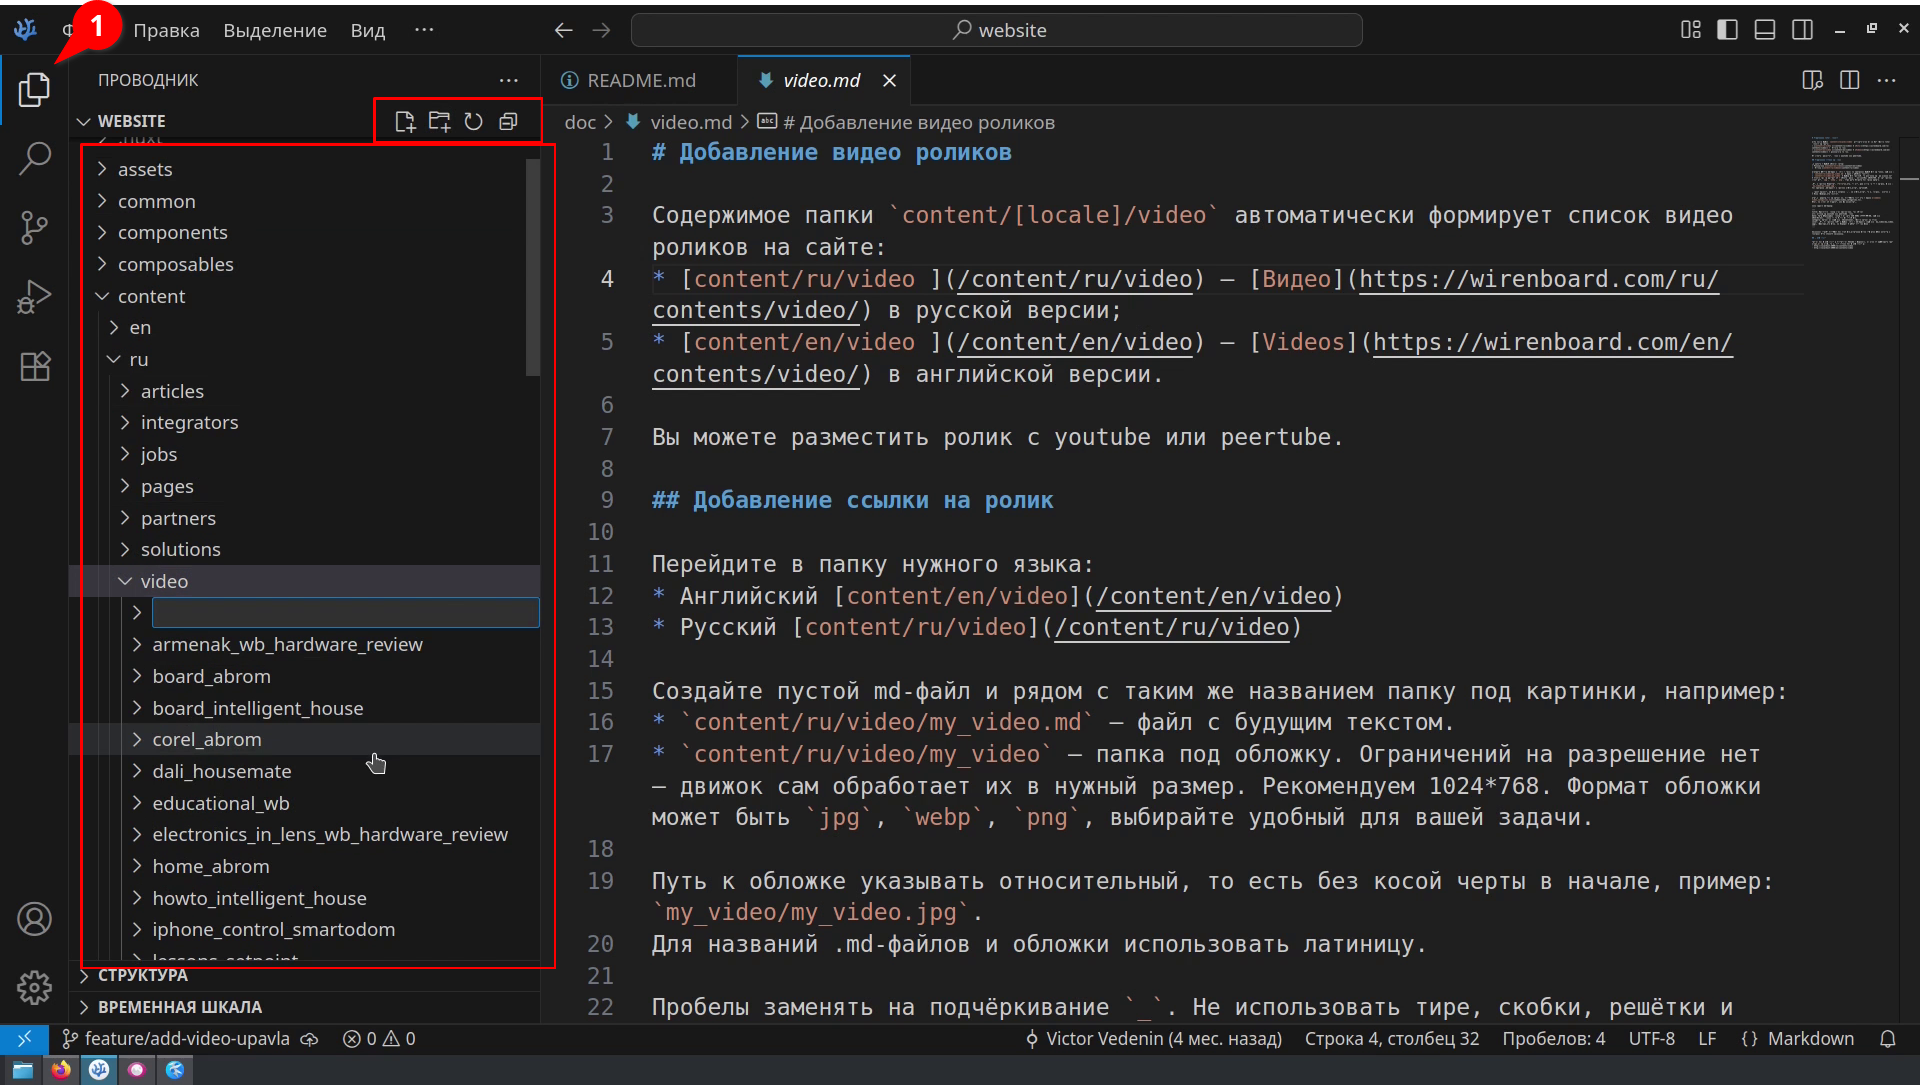 Ф
1
Правка
Выделение
Вид
website
ПРОВОДНИК
WEBSITE
assets
common
components
composables
content
en
ru
articles
integrators
jobs
pages
partners
solutions
video
armenak_wb_hardware_review
board_abrom
board_intelligent_house
corel_abrom
dali_housemate
educational_wb
electronics_in_lens_wb_hardware_review
home_abrom
howto_intelligent_house
iphone_control_smartodom
lessons_setpoint
СТРУКТУРА
ВРЕМЕННАЯ ШКАЛА
README.md
video.md
doc > video.md > # Добавление видео роликов
1 # Добавление видео роликов
2
3 Содержимое папки `content/[locale]/video` автоматически формирует список видео
роликов на сайте:
4 * [content/ru/video ](/content/ru/video) — [Видео](https://wirenboard.com/ru/
contents/video/) в русской версии;
5 * [content/en/video ](/content/en/video) — [Videos](https://wirenboard.com/en/
contents/video/) в английской версии.
6
7 Вы можете разместить ролик с youtube или peertube.
8
9 ## Добавление ссылки на ролик
10
11 Перейдите в папку нужного языка:
12 * Английский [content/en/video](/content/en/video)
13 * Русский [content/ru/video](/content/ru/video)
14
15 Создайте пустой md-файл и рядом с таким же названием папку под картинки, например:
16 * `content/ru/video/my_video.md` — файл с будущим текстом.
17 * `content/ru/video/my_video` — папка под обложку. Ограничений на разрешение нет
— движок сам обработает их в нужный размер. Рекомендуем 1024*768. Формат обложки
может быть `jpg`, `webp`, `png`, выбирайте удобный для вашей задачи.
18
19 Путь к обложке указывать относительный, то есть без косой черты в начале, пример:
`my_video/my_video.jpg`.
20 Для названий .md-файлов и обложки использовать латиницу.
21
22 Пробелы заменять на подчёркивание `_`. Не использовать тире, скобки, решётки и
feature/add-video-upavla
0
0
Victor Vedenin (4 мес. назад)
Строка 4, столбец 32
Пробелов: 4
UTF-8
LF
{} Markdown